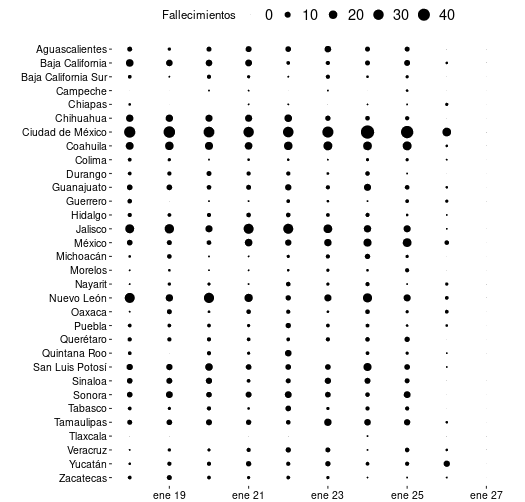 Fallecimientos 0 10 20 30 40
Aguascalientes
Baja California
Baja California Sur
Campeche
Chiapas
Chihuahua
Ciudad de México
Coahuila
Colima
Durango
Guanajuato
Guerrero
Hidalgo
Jalisco
México
Michoacán
Morelos
Nayarit
Nuevo León
Oaxaca
Puebla
Querétaro
Quintana Roo
San Luis Potosí
Sinaloa
Sonora
Tabasco
Tamaulipas
Tlaxcala
Veracruz
Yucatán
Zacatecas
ene 19 ene 21 ene 23 ene 25 ene 27